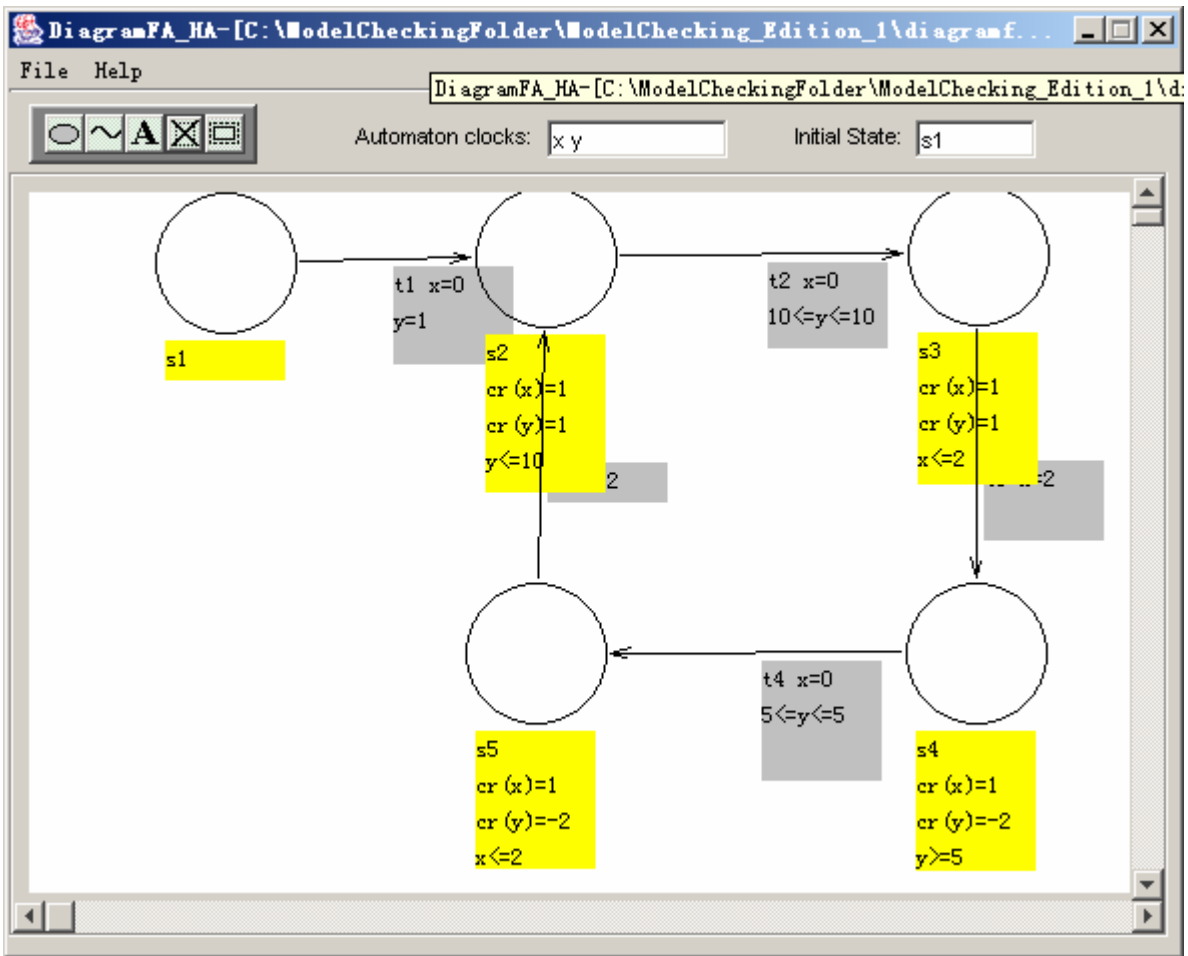 DiagramFA_HA-[C:\ModelCheckingFolder\ModelChecking_Edition_1\diagramf...
File Help
DiagramFA_HA-[C:\ModelCheckingFolder\ModelChecking_Edition_1\d
A
Automaton clocks: x y Initial State: s1
t1 x=0
y=1
t2 x=0
10<=y<=10
s1
s2
cr(x)=1
cr(y)=1
y<=10
2
s3
cr(x)=1
cr(y)=1
x<=2
x=2
t4 x=0
5<=y<=5
s5
cr(x)=1
cr(y)=-2
x<=2
s4
cr(x)=1
cr(y)=-2
y>=5